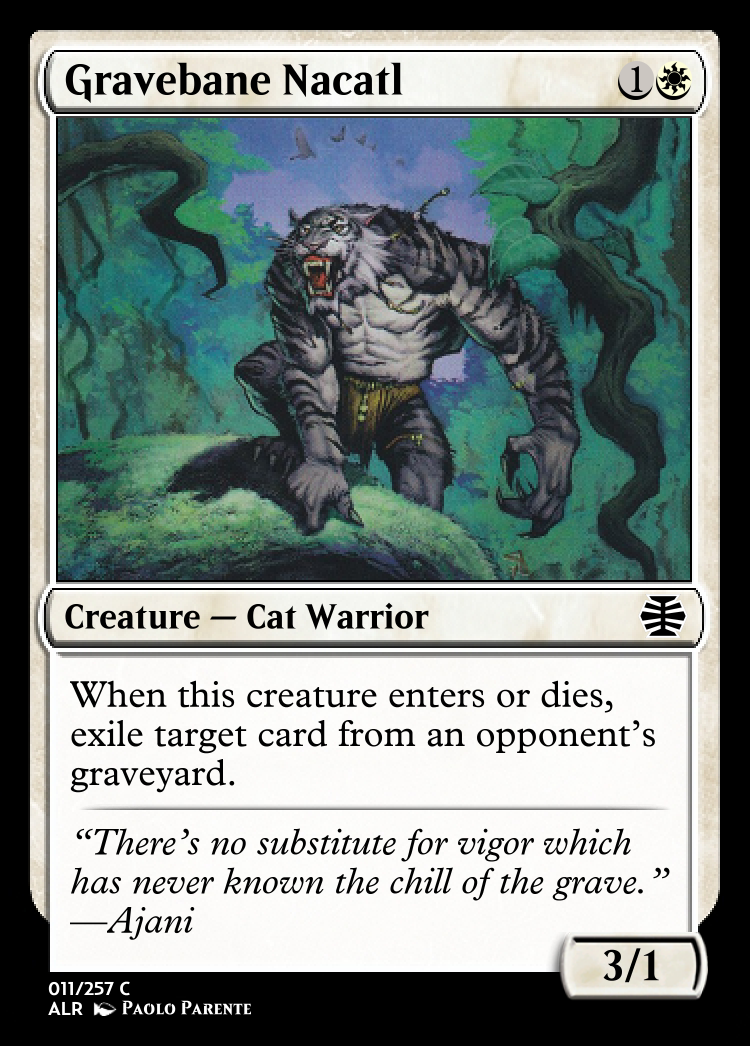 Gravebane Nacatl 1
Creature — Cat Warrior
When this creature enters or dies,
exile target card from an opponent's
graveyard.
“There's no substitute for vigor which
has never known the chill of the grave.”
—Ajani
3/1
011/257 C
ALR Paolo Parente